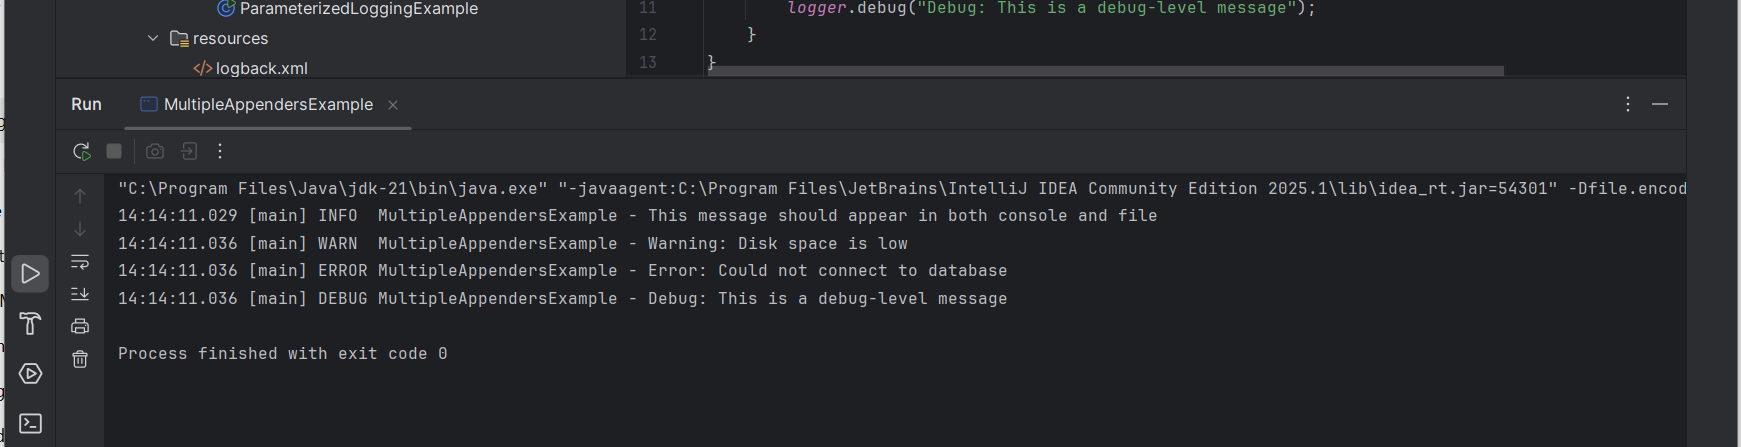 ParameterizedLoggingExample
resources
</> logback.xml
11 logger.debug("Debug: This is a debug-level message");
12 }
13 }
Run MultipleAppendersExample
"C:\Program Files\Java\jdk-21\bin\java.exe" "-javaagent:C:\Program Files\JetBrains\IntelliJ IDEA Community Edition 2025.1\lib\idea_rt.jar=54301" -Dfile.encod
14:14:11.029 [main] INFO  MultipleAppendersExample - This message should appear in both console and file
14:14:11.036 [main] WARN  MultipleAppendersExample - Warning: Disk space is low
14:14:11.036 [main] ERROR MultipleAppendersExample - Error: Could not connect to database
14:14:11.036 [main] DEBUG MultipleAppendersExample - Debug: This is a debug-level message
Process finished with exit code 0